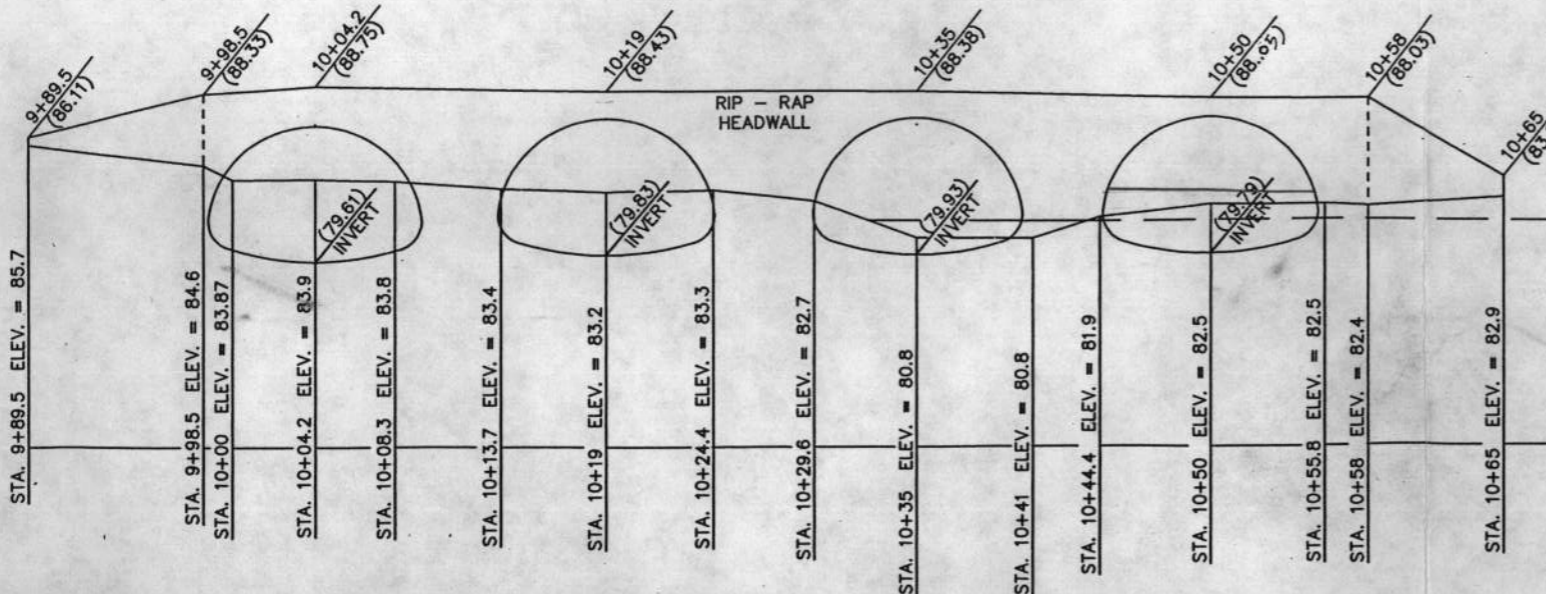 9+89.5
(86.11)
9+98.5
(88.33)
10+04.2
(88.75)
10+19
(88.43)
10+35
(88.38)
10+50
10+58
(88.03)
10+65
RIP - RAP
HEADWALL
(79.61)
INVERT
(79.83)
INVERT
(79.93)
INVERT
(79.79)
INVERT
STA. 9+89.5 ELEV. = 85.7
STA. 9+98.5 ELEV. = 84.6
STA. 10+00 ELEV. = 83.87
STA. 10+04.2 ELEV. = 83.9
STA. 10+08.3 ELEV. = 83.8
STA. 10+13.7 ELEV. = 83.4
STA. 10+19 ELEV. = 83.2
STA. 10+24.4 ELEV. = 83.3
STA. 10+29.6 ELEV. = 82.7
STA. 10+35 ELEV. = 80.8
STA. 10+41 ELEV. = 80.8
STA. 10+44.4 ELEV. = 81.9
STA. 10+50 ELEV. = 82.5
STA. 10+55.8 ELEV. = 82.5
STA. 10+58 ELEV. = 82.4
STA. 10+65 ELEV. = 82.9